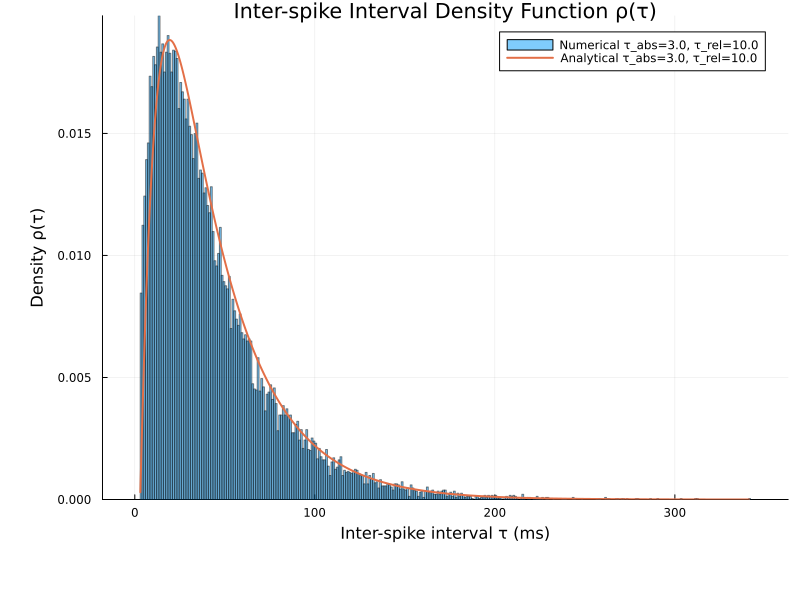 Inter-spike Interval Density Function ρ(τ)
Numerical τ_abs=3.0, τ_rel=10.0
Analytical τ_abs=3.0, τ_rel=10.0
Density ρ(τ)
0.015
0.010
0.005
0.000
0
100
200
300
Inter-spike interval τ (ms)